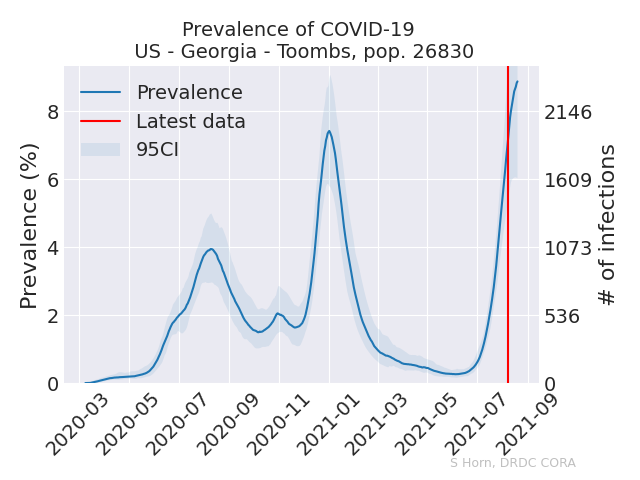 Prevalence of COVID-19
US - Georgia - Toombs, pop. 26830
Prevalence
Latest data
95CI
Prevalence (%)
8
6
4
2
0
2146
1609
1073
536
0
# of infections
2020-03
2020-05
2020-07
2020-09
2020-11
2021-01
2021-03
2021-05
2021-07
2021-09
S Horn, DRDC CORA